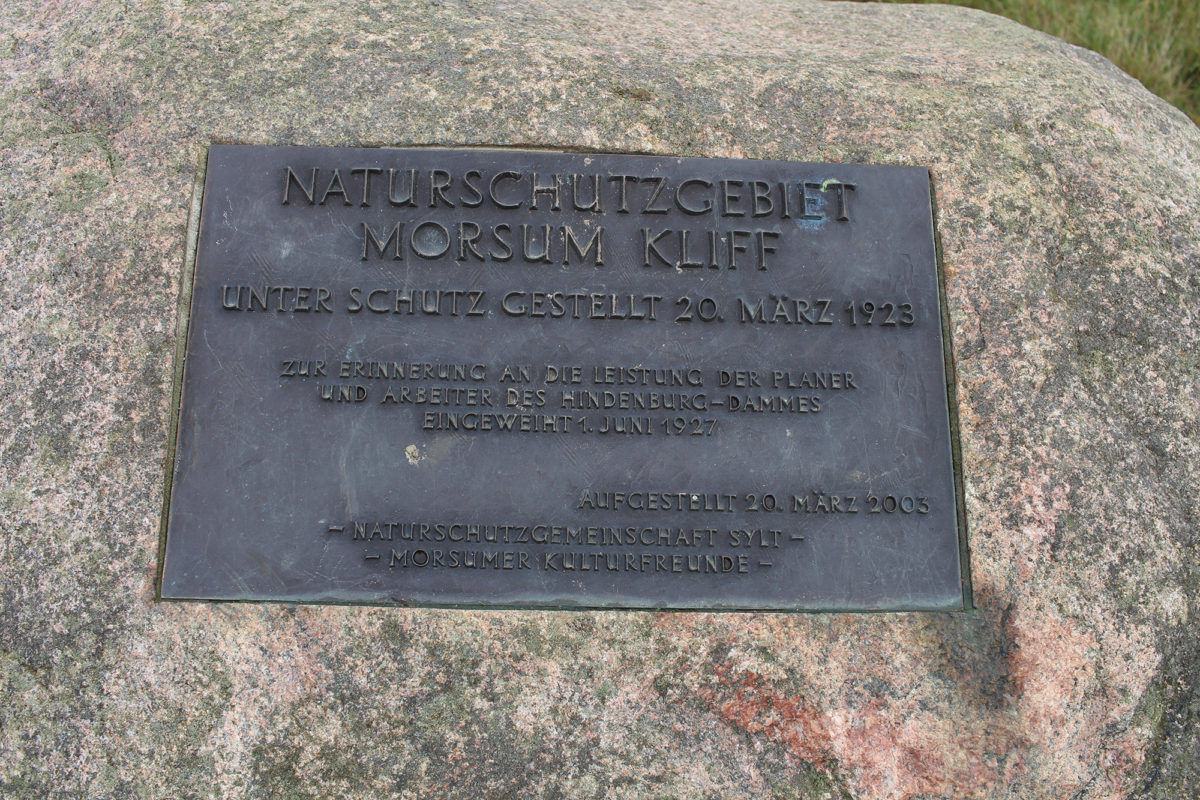 NATURSCHUTZGEBIET
MORSUM KLIFF
UNTER SCHUTZ GESTELLT 20. MÄRZ 1923
ZUR ERINNERUNG AN DIE LEISTUNG DER PLANER
UND ARBEITER DES HINDENBURG-DAMMES
EINGEWEIHT 1. JUNI 1927
AUFGESTELLT 20. MÄRZ 2003
- NATURSCHUTZGEMEINSCHAFT SYLT -
- MORSUMER KULTURFREUNDE -